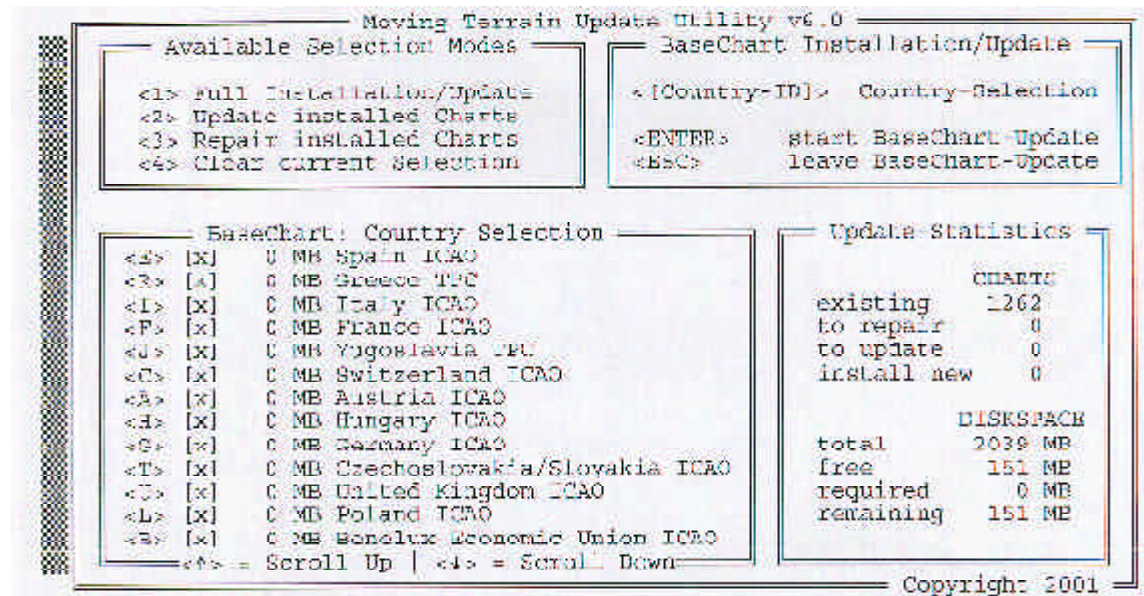 Moving Terrain Update Utility v6.0
Available Selection Modes
<1> Full Installation/Update
<2> Update installed Charts
<3> Repair installed Charts
<4> Clear current Selection
BaseChart Installation/Update
<[Country-ID]> Country-Selection
<ENTER> start BaseChart-Update
<ESC> leave BaseChart-Update
BaseChart: Country Selection
<E> [x] 0 MB Spain ICAO
<R> [x] 0 MB Greece TPC
<I> [x] 0 MB Italy ICAO
<F> [x] 0 MB France ICAO
<J> [x] 0 MB Yugoslavia TPC
<C> [x] 0 MB Switzerland ICAO
<A> [x] 0 MB Austria ICAO
<H> [x] 0 MB Hungary ICAO
<G> [x] 0 MB Germany ICAO
<T> [x] 0 MB Czechoslovakia/Slovakia ICAO
[x] 0 MB United Kingdom ICAO
<L> [x] 0 MB Poland ICAO
<B> [x] 0 MB Benelux Economic Union ICAO
<↑> = Scroll Up | <↓> = Scroll Down
Update Statistics
CHARTS
existing 1262
to repair 0
to update 0
install new 0
DISKSPACE
total 2039 MB
free 151 MB
required 0 MB
remaining 151 MB
Copyright 2001